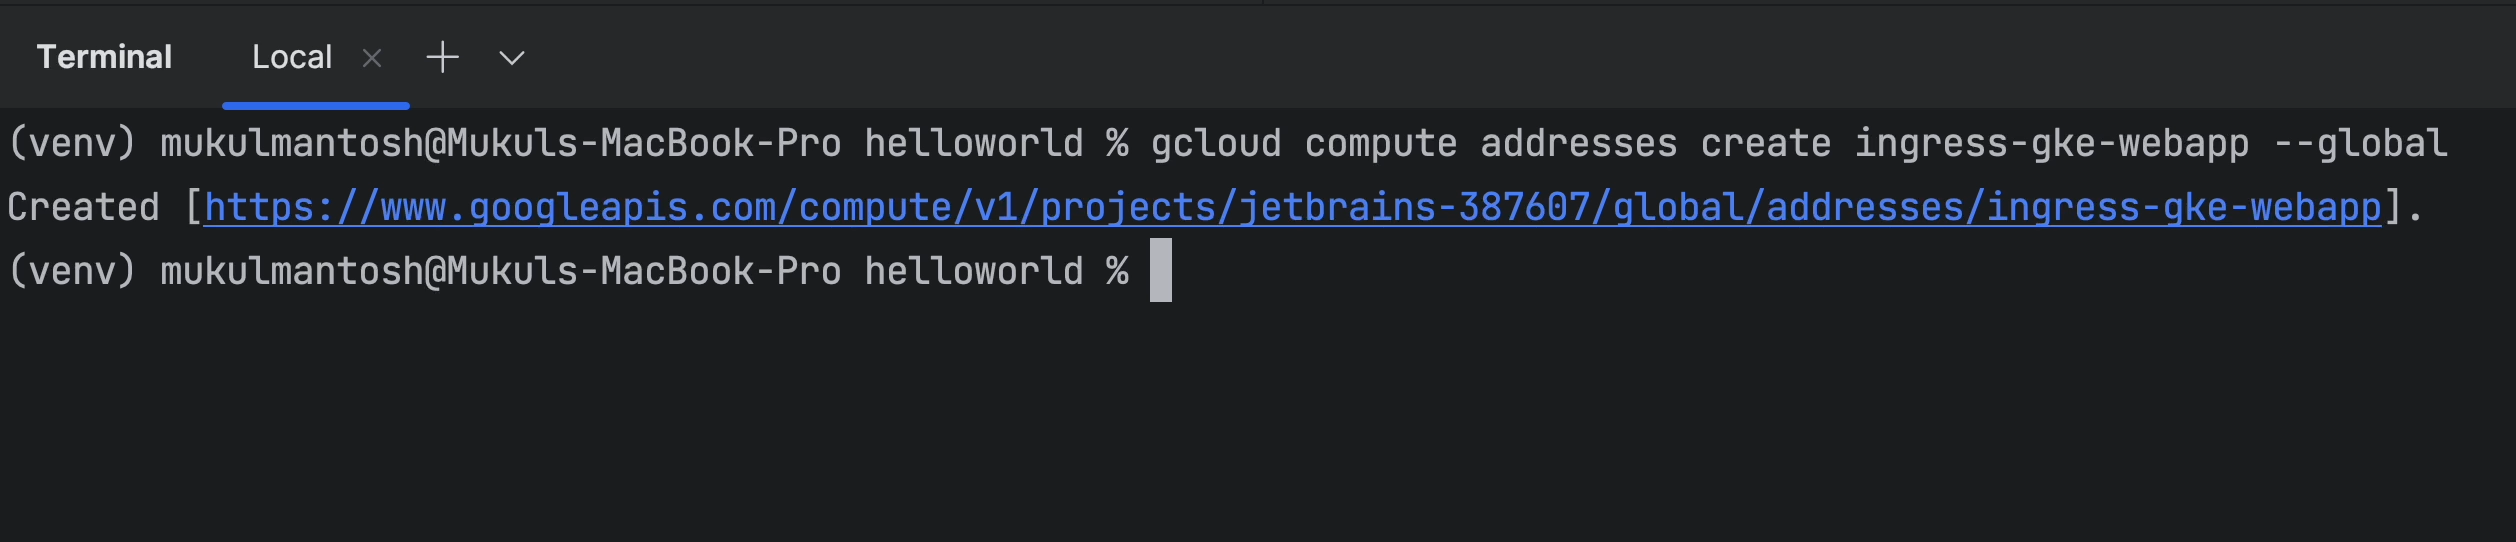 Terminal Local
(venv) mukulmantosh@Mukuls-MacBook-Pro helloworld % gcloud compute addresses create ingress-gke-webapp --global
Created [https://www.googleapis.com/compute/v1/projects/jetbrains-387607/global/addresses/ingress-gke-webapp].
(venv) mukulmantosh@Mukuls-MacBook-Pro helloworld %